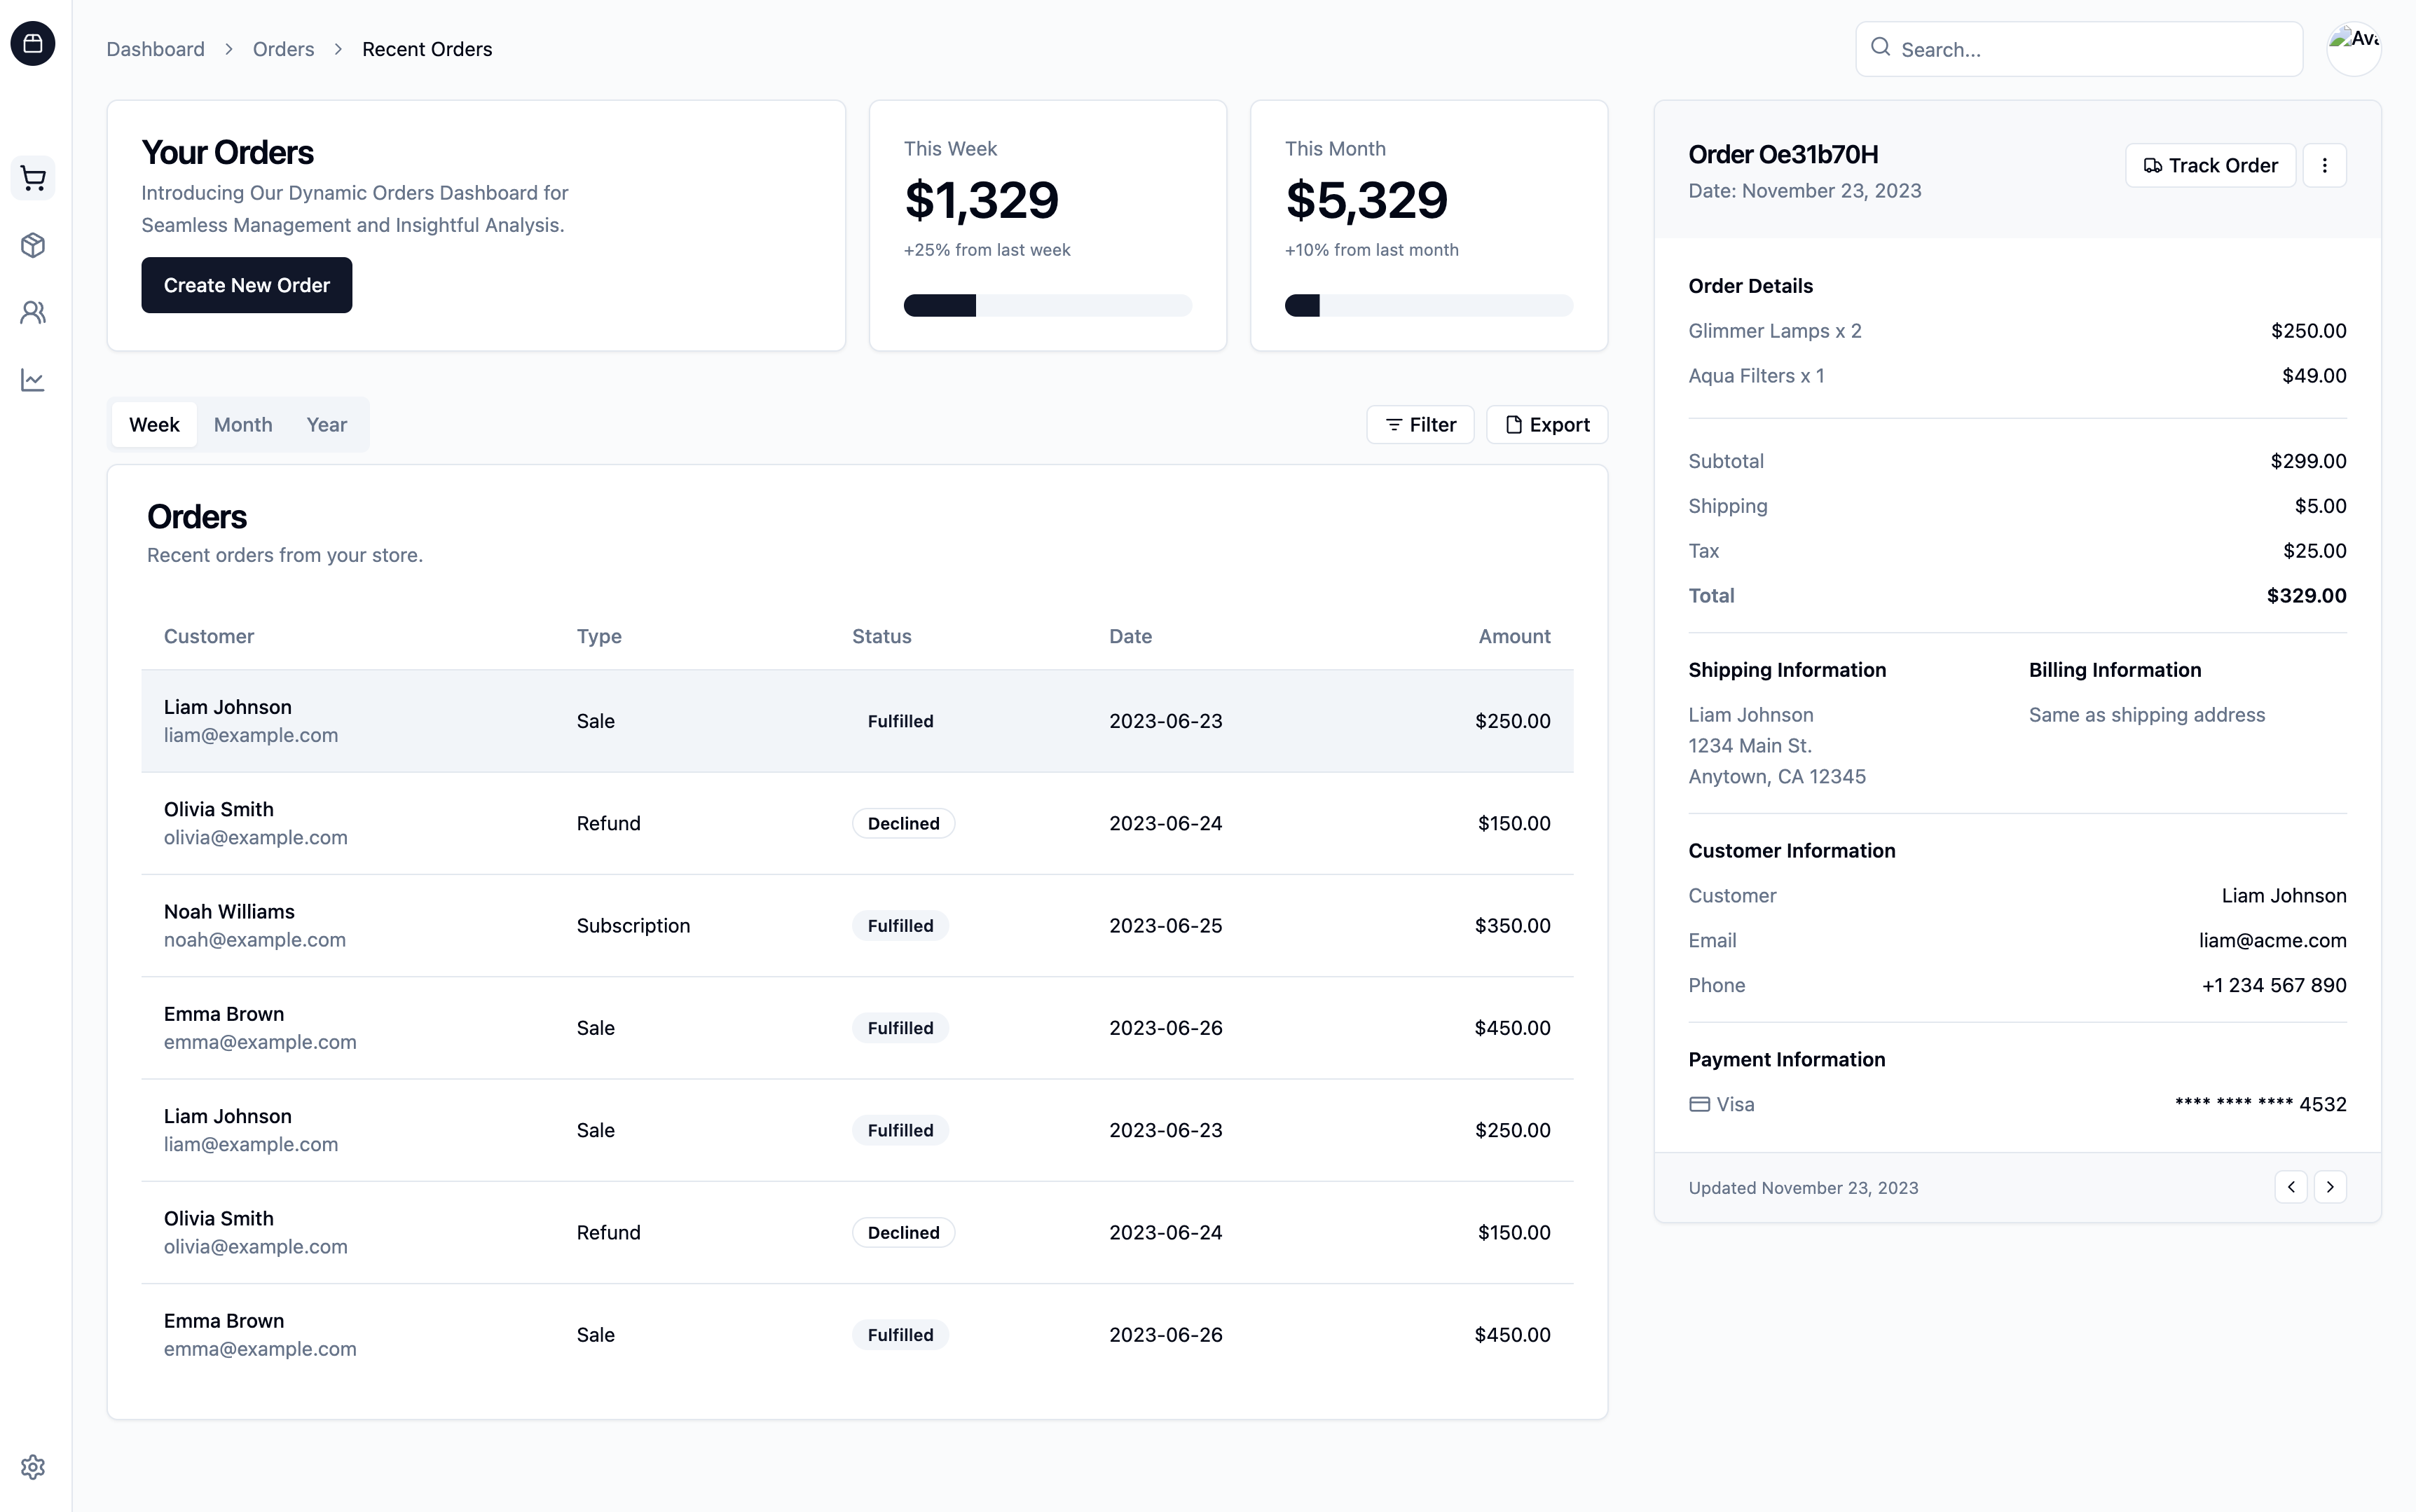 Dashboard > Orders > Recent Orders
Search...
Your Orders
Introducing Our Dynamic Orders Dashboard for
Seamless Management and Insightful Analysis.
Create New Order
This Week
$1,329
+25% from last week
This Month
$5,329
+10% from last month
Week Month Year
Filter Export
Orders
Recent orders from your store.
Customer Type Status Date Amount
Liam Johnson
liam@example.com
Sale Fulfilled 2023-06-23 $250.00
Olivia Smith
olivia@example.com
Refund Declined 2023-06-24 $150.00
Noah Williams
noah@example.com
Subscription Fulfilled 2023-06-25 $350.00
Emma Brown
emma@example.com
Sale Fulfilled 2023-06-26 $450.00
Liam Johnson
liam@example.com
Sale Fulfilled 2023-06-23 $250.00
Olivia Smith
olivia@example.com
Refund Declined 2023-06-24 $150.00
Emma Brown
emma@example.com
Sale Fulfilled 2023-06-26 $450.00
Order Oe31b70H
Date: November 23, 2023
Track Order
Order Details
Glimmer Lamps x 2 $250.00
Aqua Filters x 1 $49.00
Subtotal $299.00
Shipping $5.00
Tax $25.00
Total $329.00
Shipping Information
Liam Johnson
1234 Main St.
Anytown, CA 12345
Billing Information
Same as shipping address
Customer Information
Customer Liam Johnson
Email liam@acme.com
Phone +1 234 567 890
Payment Information
Visa **** **** **** 4532
Updated November 23, 2023